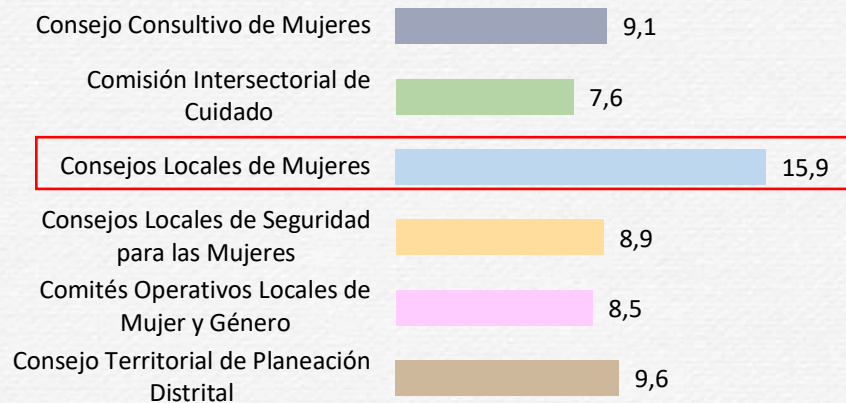 Consejo Consultivo de Mujeres 9,1
Comisión Intersectorial de
Cuidado 7,6
Consejos Locales de Mujeres 15,9
Consejos Locales de Seguridad
para las Mujeres 8,9
Comités Operativos Locales de
Mujer y Género 8,5
Consejo Territorial de Planeación
Distrital 9,6